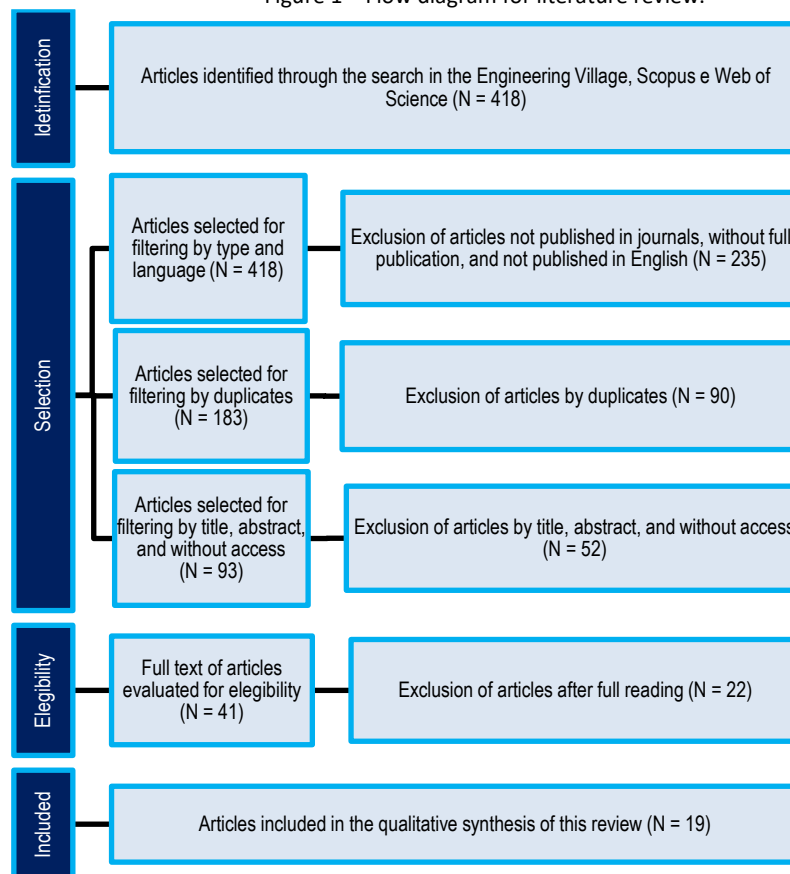 Figure 1 – Flow diagram for literature review.
Idetinfication
Articles identified through the search in the Engineering Village, Scopus e Web of
Science (N = 418)
Selection
Articles selected for
filtering by type and
language (N = 418)
Exclusion of articles not published in journals, without full
publication, and not published in English (N = 235)
Articles selected for
filtering by duplicates
(N = 183)
Exclusion of articles by duplicates (N = 90)
Articles selected for
filtering by title, abstract,
and without access
(N = 93)
Exclusion of articles by title, abstract, and without access
(N = 52)
Elegibility
Full text of articles
evaluated for elegibility
(N = 41)
Exclusion of articles after full reading (N = 22)
Included
Articles included in the qualitative synthesis of this review (N = 19)